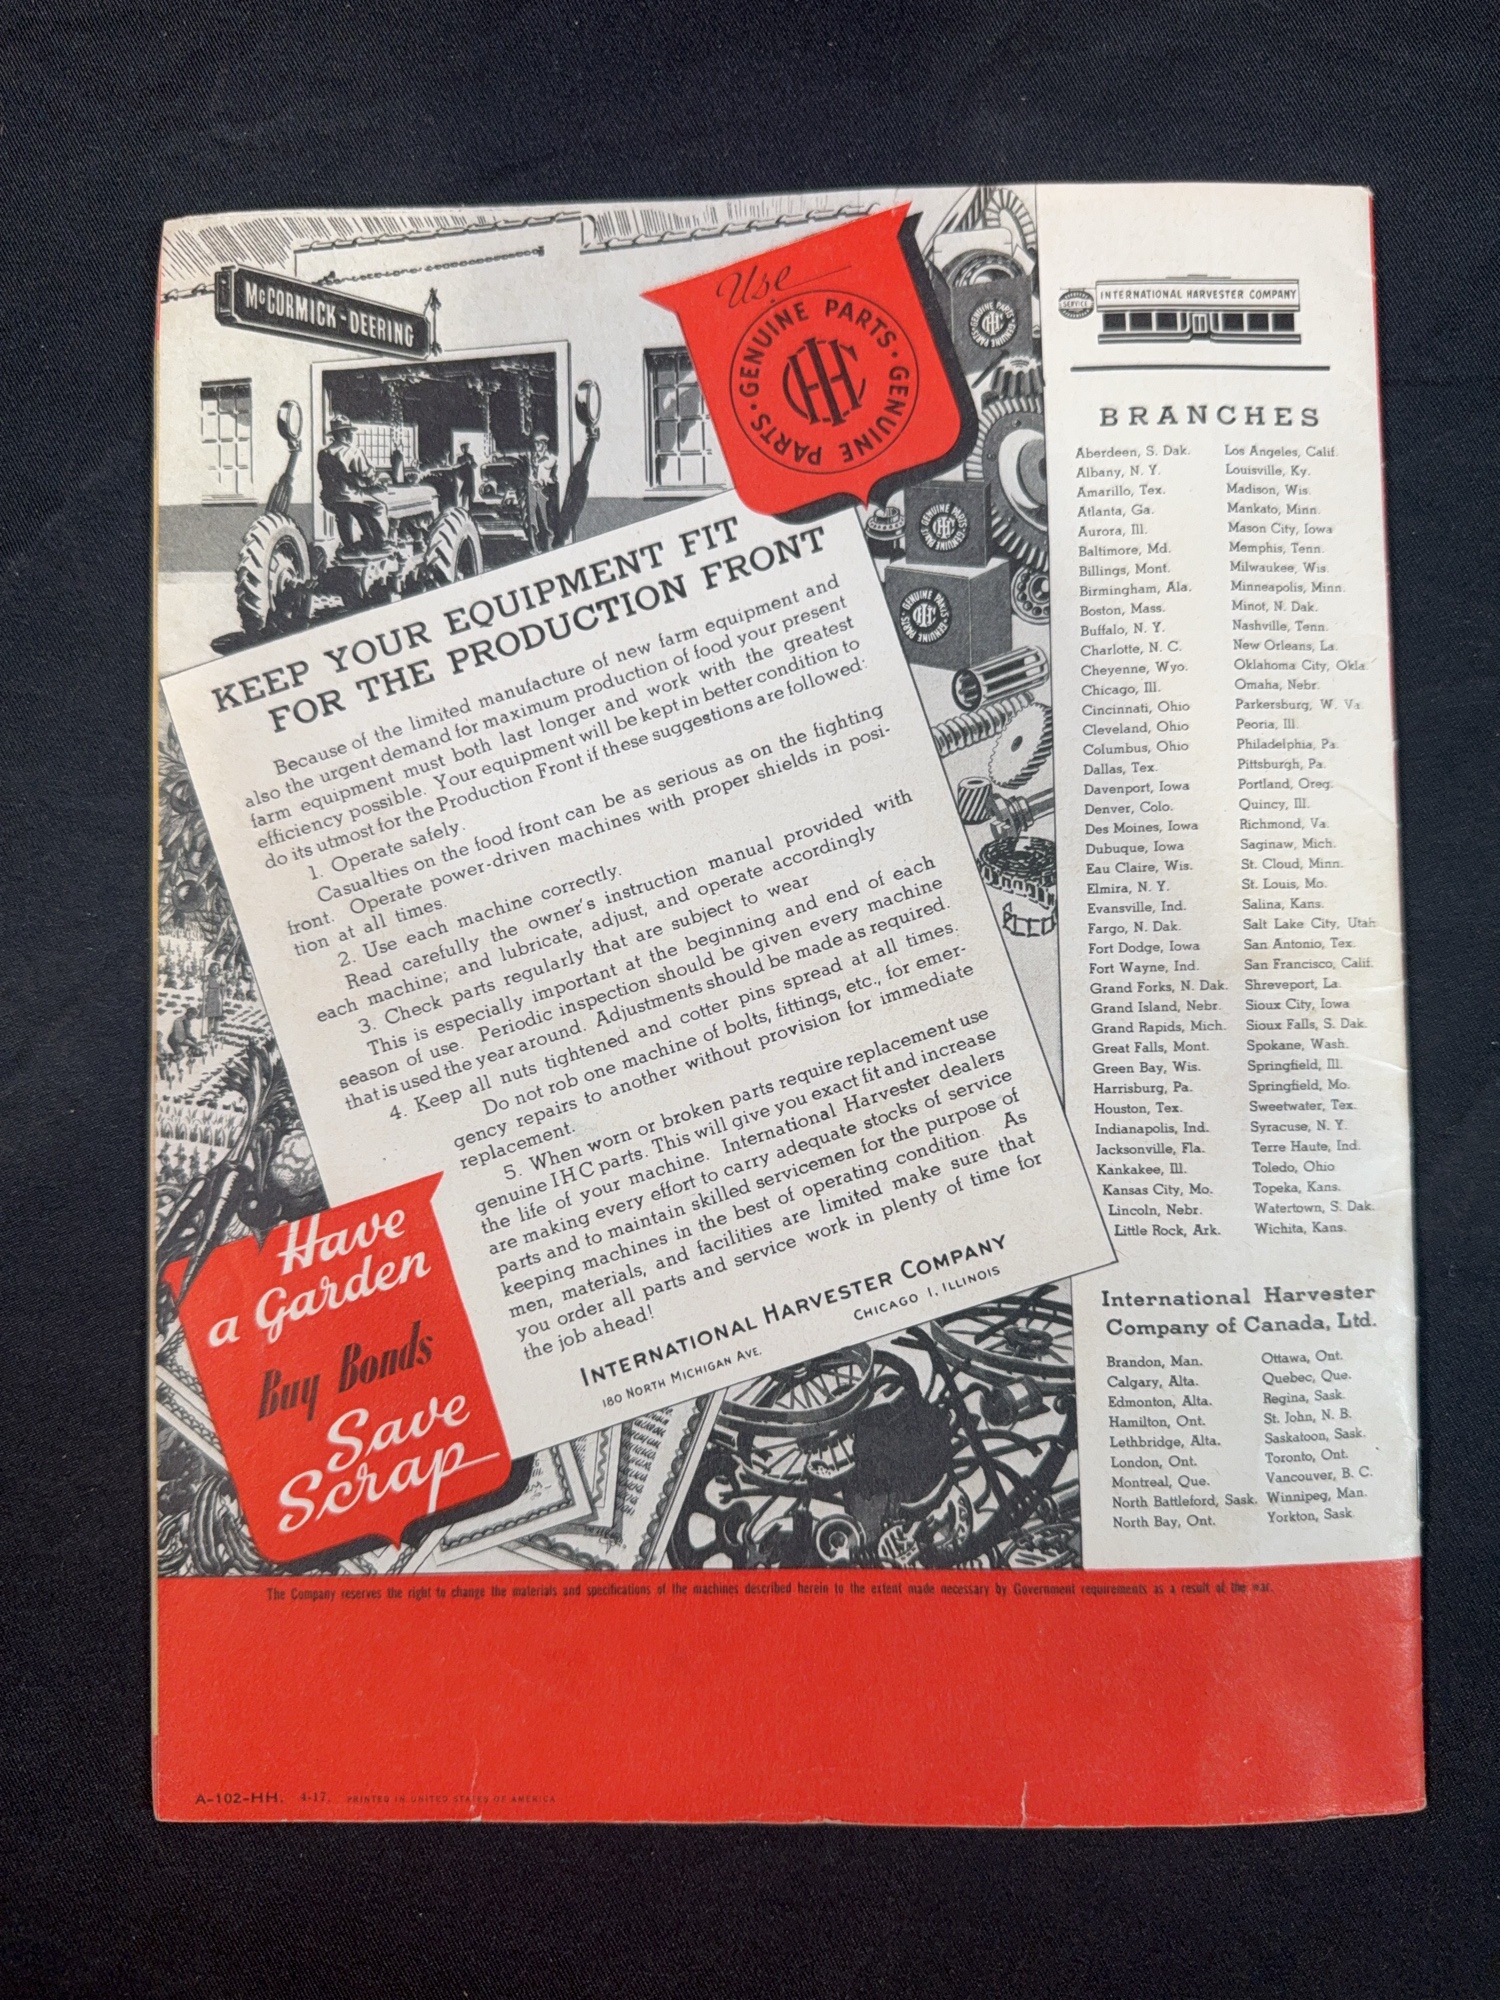 McCORMICK-DEERING
Use
GENUINE PARTS · GENUINE PARTS ·
IHC
GENUINE PARTS · GENUINE PARTS
IHC
GENUINE PARTS · GENUINE PARTS
IHC
GENUINE PARTS
IHC
KEEP YOUR EQUIPMENT FIT
FOR THE PRODUCTION FRONT
Because of the limited manufacture of new farm equipment and
also the urgent demand for maximum production of food your present
farm equipment must both last longer and work with the greatest
efficiency possible. Your equipment will be kept in better condition to
do its utmost for the Production Front if these suggestions are followed:
1. Operate safely.
Casualties on the food front can be as serious as on the fighting
front. Operate power-driven machines with proper shields in posi-
tion at all times.
2. Use each machine correctly.
Read carefully the owner's instruction manual provided with
each machine; and lubricate, adjust, and operate accordingly
3. Check parts regularly that are subject to wear
This is especially important at the beginning and end of each
season of use. Periodic inspection should be given every machine
that is used the year around. Adjustments should be made as required.
4. Keep all nuts tightened and cotter pins spread at all times.
Do not rob one machine of bolts, fittings, etc., for emer-
gency repairs to another without provision for immediate
replacement.
5. When worn or broken parts require replacement use
genuine IHC parts. This will give you exact fit and increase
the life of your machine. International Harvester dealers
are making every effort to carry adequate stocks of service
parts and to maintain skilled servicemen for the purpose of
keeping machines in the best of operating condition. As
men, materials, and facilities are limited make sure that
you order all parts and service work in plenty of time for
the job ahead!
INTERNATIONAL HARVESTER COMPANY
180 NORTH MICHIGAN AVE. CHICAGO 1, ILLINOIS
Have
a Garden
Buy Bonds
Save
Scrap
SERVICE
INTERNATIONAL HARVESTER COMPANY
BRANCHES
Aberdeen, S. Dak.
Albany, N. Y.
Amarillo, Tex.
Atlanta, Ga.
Aurora, Ill.
Baltimore, Md.
Billings, Mont.
Birmingham, Ala.
Boston, Mass.
Buffalo, N. Y.
Charlotte, N. C.
Cheyenne, Wyo.
Chicago, Ill.
Cincinnati, Ohio
Cleveland, Ohio
Columbus, Ohio
Dallas, Tex.
Davenport, Iowa
Denver, Colo.
Des Moines, Iowa
Dubuque, Iowa
Eau Claire, Wis.
Elmira, N. Y.
Evansville, Ind.
Fargo, N. Dak.
Fort Dodge, Iowa
Fort Wayne, Ind.
Grand Forks, N. Dak.
Grand Island, Nebr.
Grand Rapids, Mich.
Great Falls, Mont.
Green Bay, Wis.
Harrisburg, Pa.
Houston, Tex.
Indianapolis, Ind.
Jacksonville, Fla.
Kankakee, Ill.
Kansas City, Mo.
Lincoln, Nebr.
Little Rock, Ark.
Los Angeles, Calif.
Louisville, Ky.
Madison, Wis.
Mankato, Minn.
Mason City, Iowa
Memphis, Tenn.
Milwaukee, Wis.
Minneapolis, Minn.
Minot, N. Dak.
Nashville, Tenn.
New Orleans, La.
Oklahoma City, Okla.
Omaha, Nebr.
Parkersburg, W. Va.
Peoria, Ill.
Philadelphia, Pa.
Pittsburgh, Pa.
Portland, Oreg.
Quincy, Ill.
Richmond, Va.
Saginaw, Mich.
St. Cloud, Minn.
St. Louis, Mo.
Salina, Kans.
Salt Lake City, Utah
San Antonio, Tex.
San Francisco, Calif.
Shreveport, La.
Sioux City, Iowa
Sioux Falls, S. Dak.
Spokane, Wash.
Springfield, Ill.
Springfield, Mo.
Sweetwater, Tex.
Syracuse, N. Y.
Terre Haute, Ind.
Toledo, Ohio
Topeka, Kans.
Watertown, S. Dak.
Wichita, Kans.
International Harvester
Company of Canada, Ltd.
Brandon, Man.
Calgary, Alta.
Edmonton, Alta.
Hamilton, Ont.
Lethbridge, Alta.
London, Ont.
Montreal, Que.
North Battleford, Sask.
North Bay, Ont.
Ottawa, Ont.
Quebec, Que.
Regina, Sask.
St. John, N. B.
Saskatoon, Sask.
Toronto, Ont.
Vancouver, B. C.
Winnipeg, Man.
Yorkton, Sask.
The Company reserves the right to change the materials and specifications of the machines described herein to the extent made necessary by Government requirements as a result of the war.
A-102-HH. 4-17. PRINTED IN UNITED STATES OF AMERICA